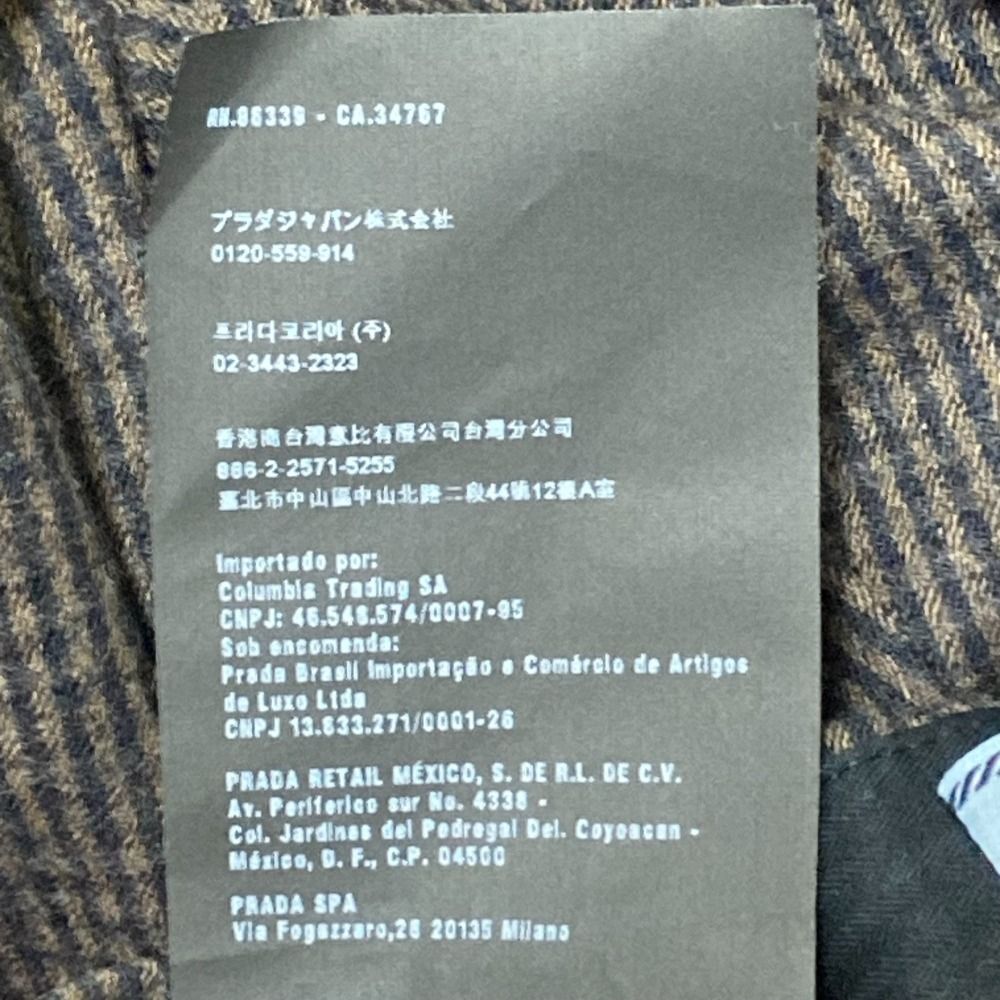 RN.86339 - CA.34767
プラダジャパン株式会社
0120-559-914
프라다코리아 (주)
02-3443-2323
香港商台灣壹比有限公司台灣分公司
886-2-2571-5255
臺北市中山區中山北路二段44號12樓A室
Importado por:
Columbia Trading SA
CNPJ: 46.548.574/0007-95
Sob encomenda:
Prada Brasil Importação e Comércio de Artigos
de Luxo Ltda
CNPJ 13.633.271/0001-26
PRADA RETAIL MÉXICO, S. DE R.L. DE C.V.
Av. Periferico sur No. 4338 -
Col. Jardines del Pedregal Del. Coyoacan -
México, D. F., C.P. 04500
PRADA SPA
Via Fogazzaro,28 20135 Milano